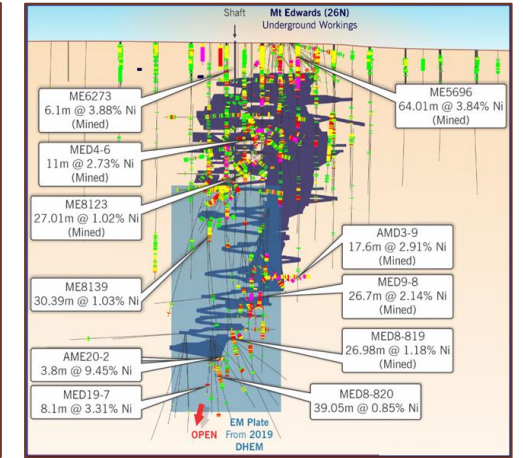 Shaft
Mt Edwards (26N)
Underground Workings
ME6273
6.1m @ 3.88% Ni
(Mined)
ME5696
64.01m @ 3.84% Ni
(Mined)
MED4-6
11m @ 2.73% Ni
(Mined)
ME8123
27.01m @ 1.02% Ni
(Mined)
AMD3-9
17.6m @ 2.91% Ni
(Mined)
ME8139
30.39m @ 1.03% Ni
MED9-8
26.7m @ 2.14% Ni
(Mined)
MED8-819
26.98m @ 1.18% Ni
(Mined)
AME20-2
3.8m @ 9.45% Ni
MED19-7
8.1m @ 3.31% Ni
MED8-820
39.05m @ 0.85% Ni
OPEN
EM Plate
From 2019
DHEM